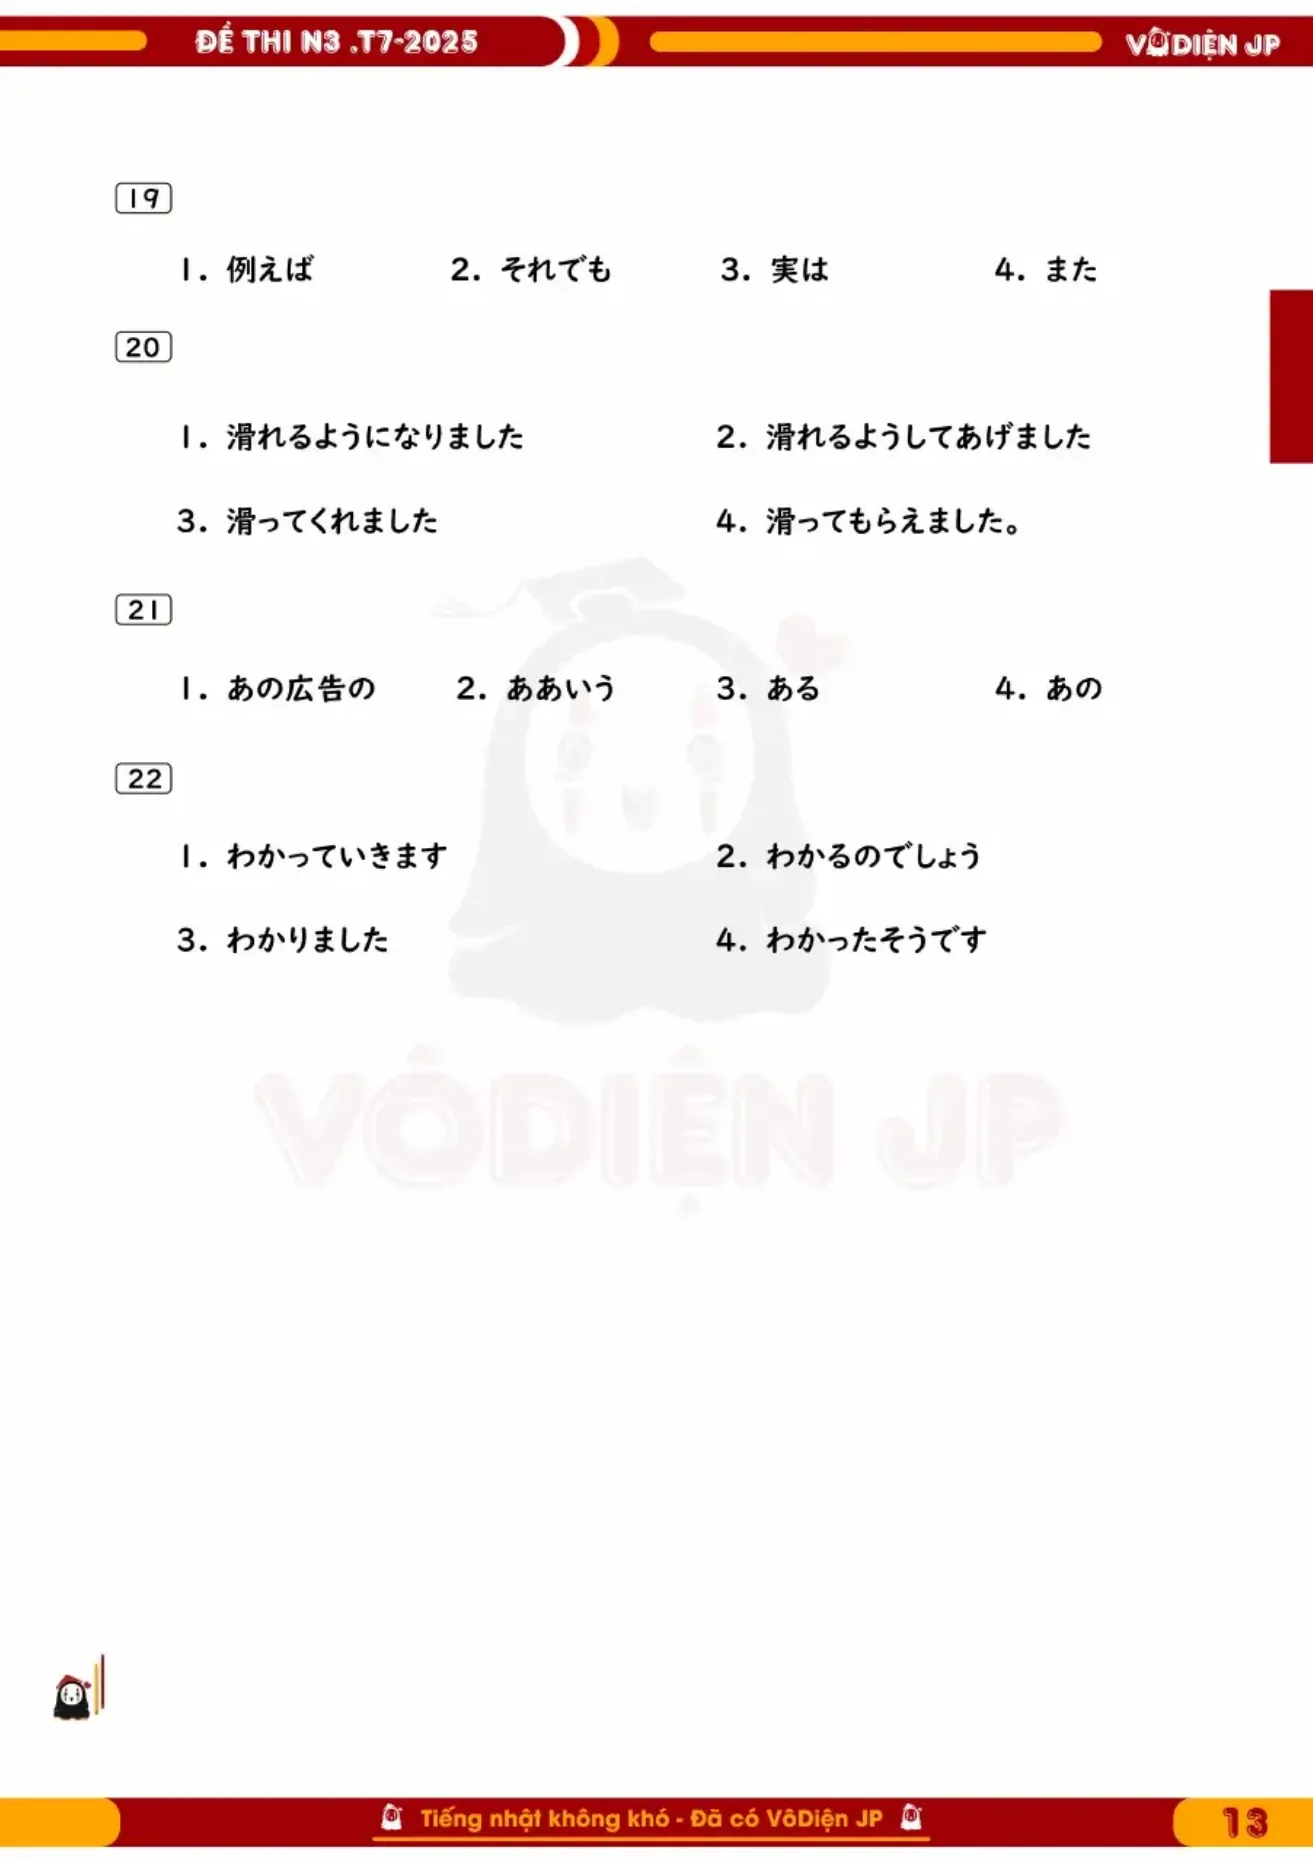 ĐỀ THI N3 .T7-2025
VÔDIỆN JP
19
1. 例えば 2. それでも 3. 実は 4. また
20
1. 滑れるようになりました 2. 滑れるようしてあげました
3. 滑ってくれました 4. 滑ってもらえました。
21
1. あの広告の 2. ああいう 3. ある 4. あの
22
1. わかっていきます 2. わかるのでしょう
3. わかりました 4. わかったそうです
VÔDIỆN JP
Tiếng nhật không khó - Đã có VôDiện JP
13